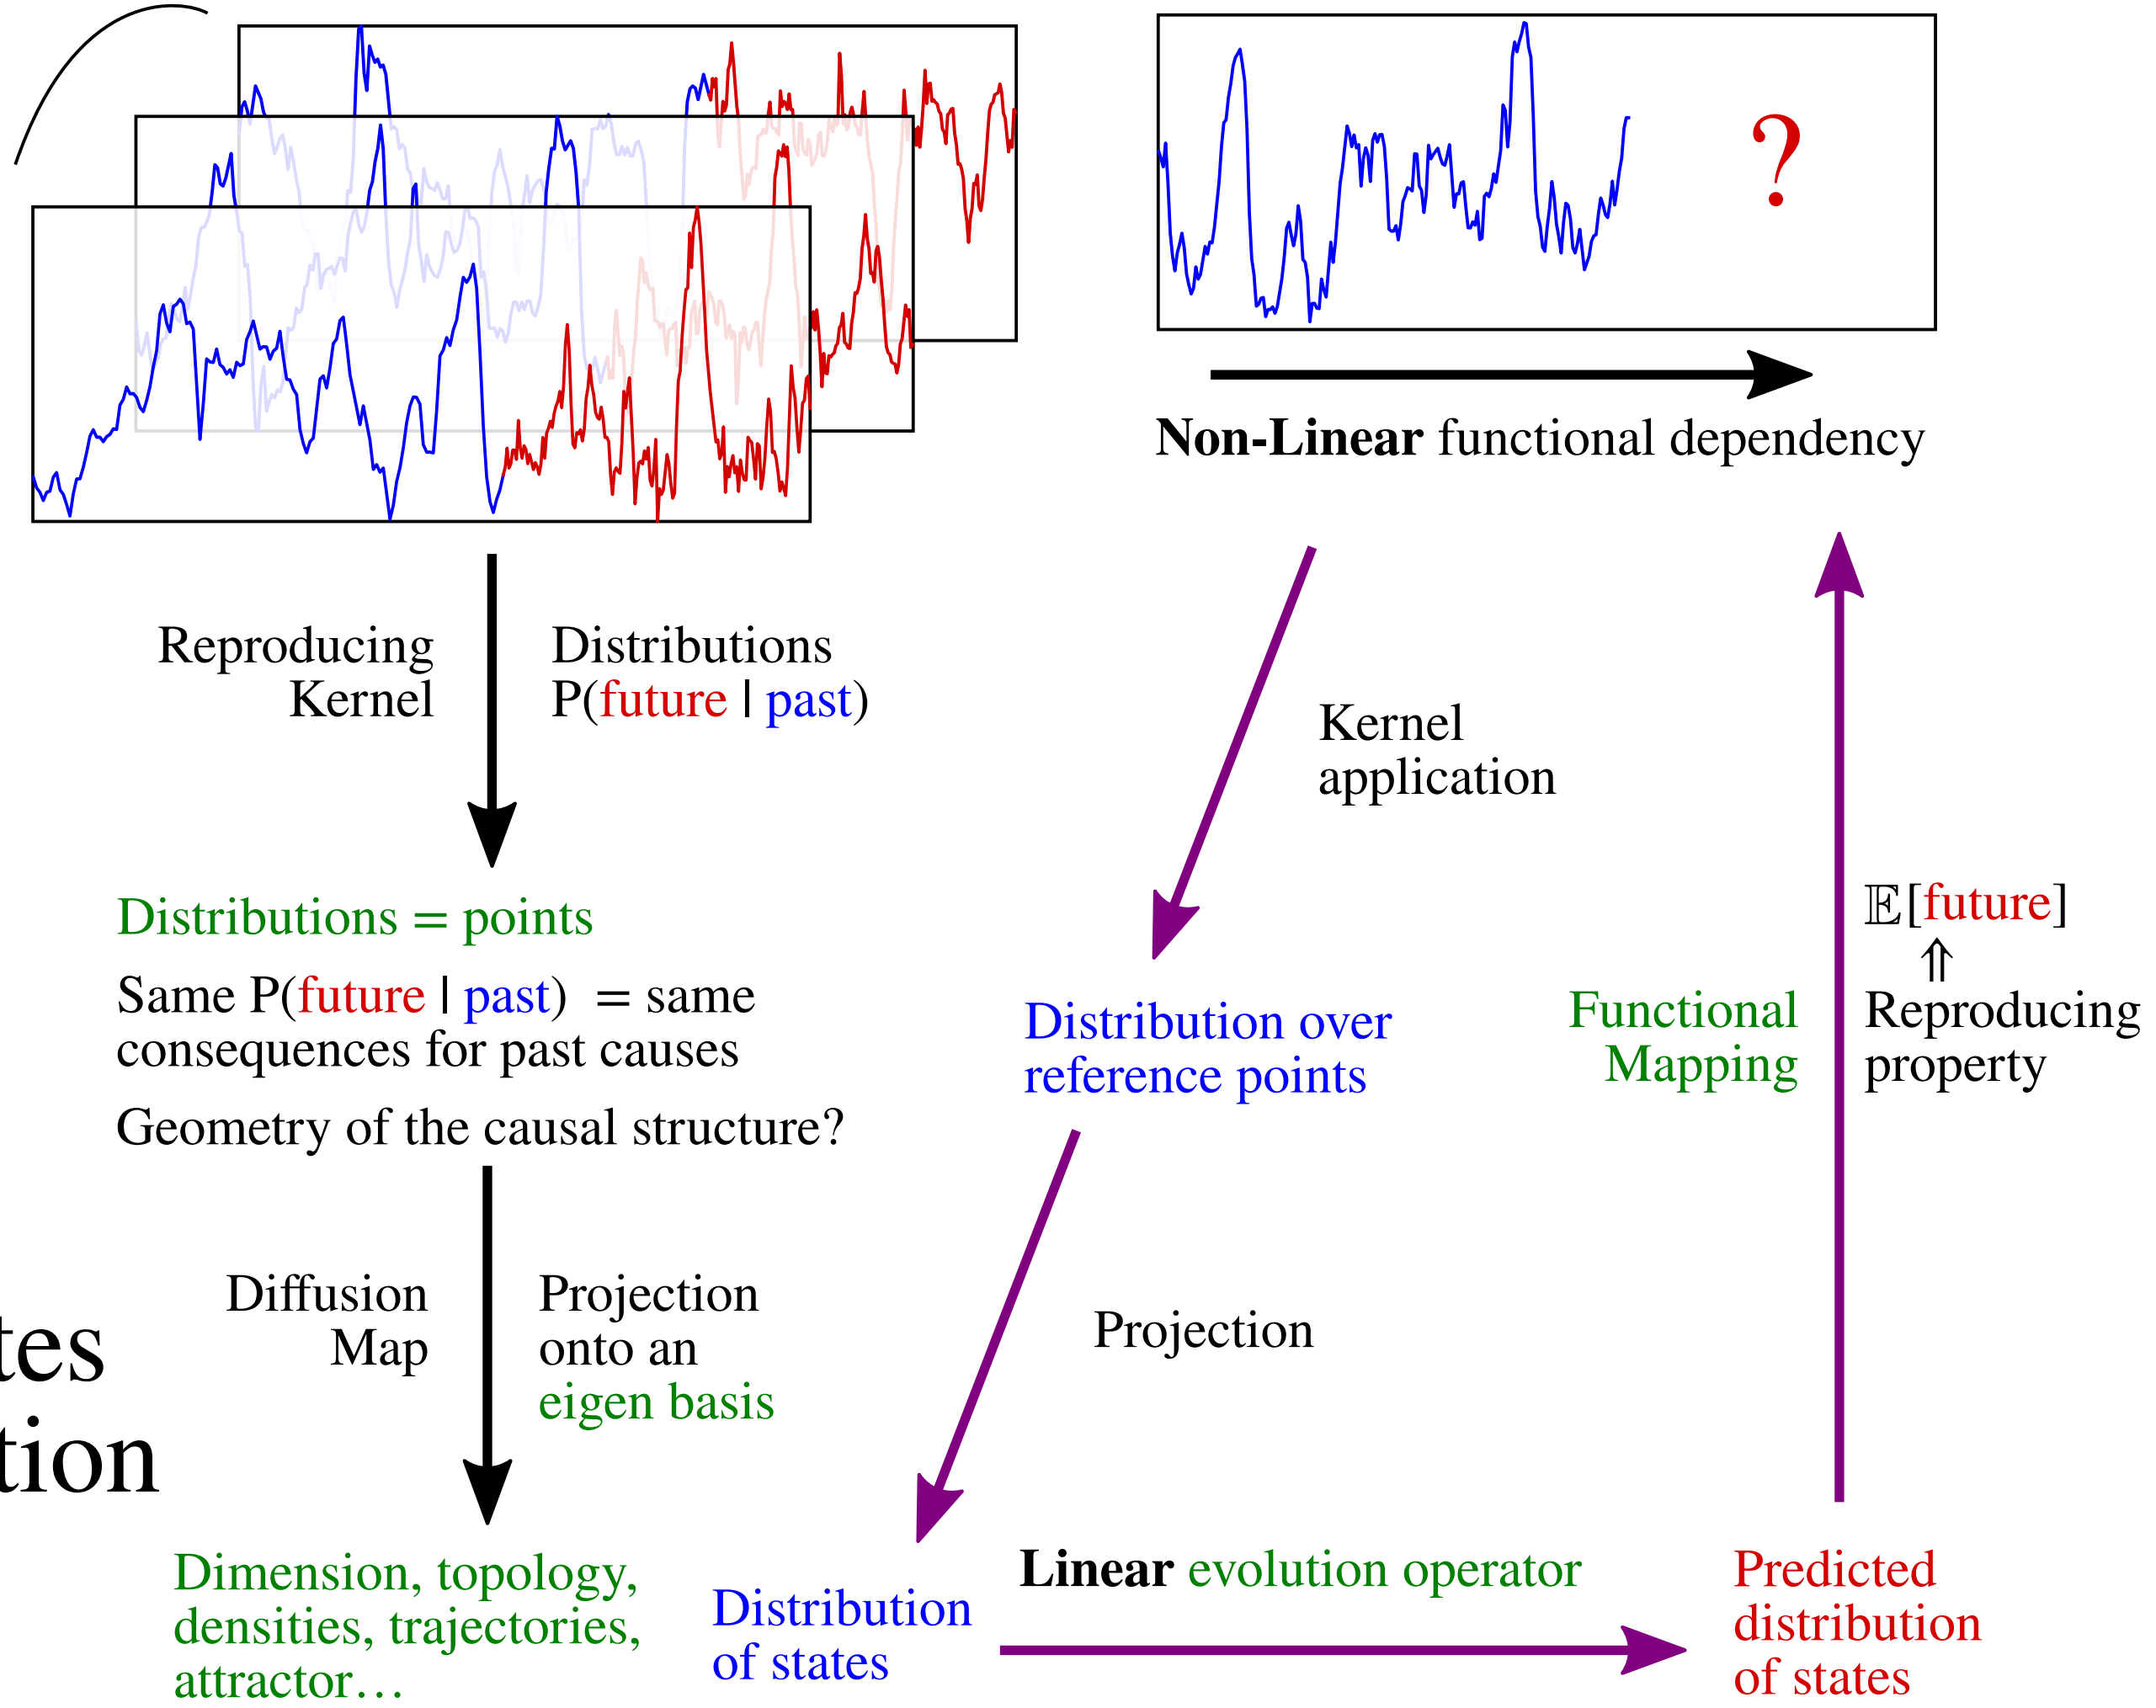 ?
Non-Linear functional dependency
Reproducing
Kernel
Distributions
P(future | past)
Kernel
application
Distributions = points
Same P(future | past) = same
consequences for past causes
Geometry of the causal structure?
Distribution over
reference points
Functional
Mapping
𝔼[future]
⇑
Reproducing
property
Diffusion
Map
Projection
onto an
eigen basis
Projection
tes
tion
Dimension, topology,
densities, trajectories,
attractor…
Distribution
of states
Linear evolution operator
Predicted
distribution
of states